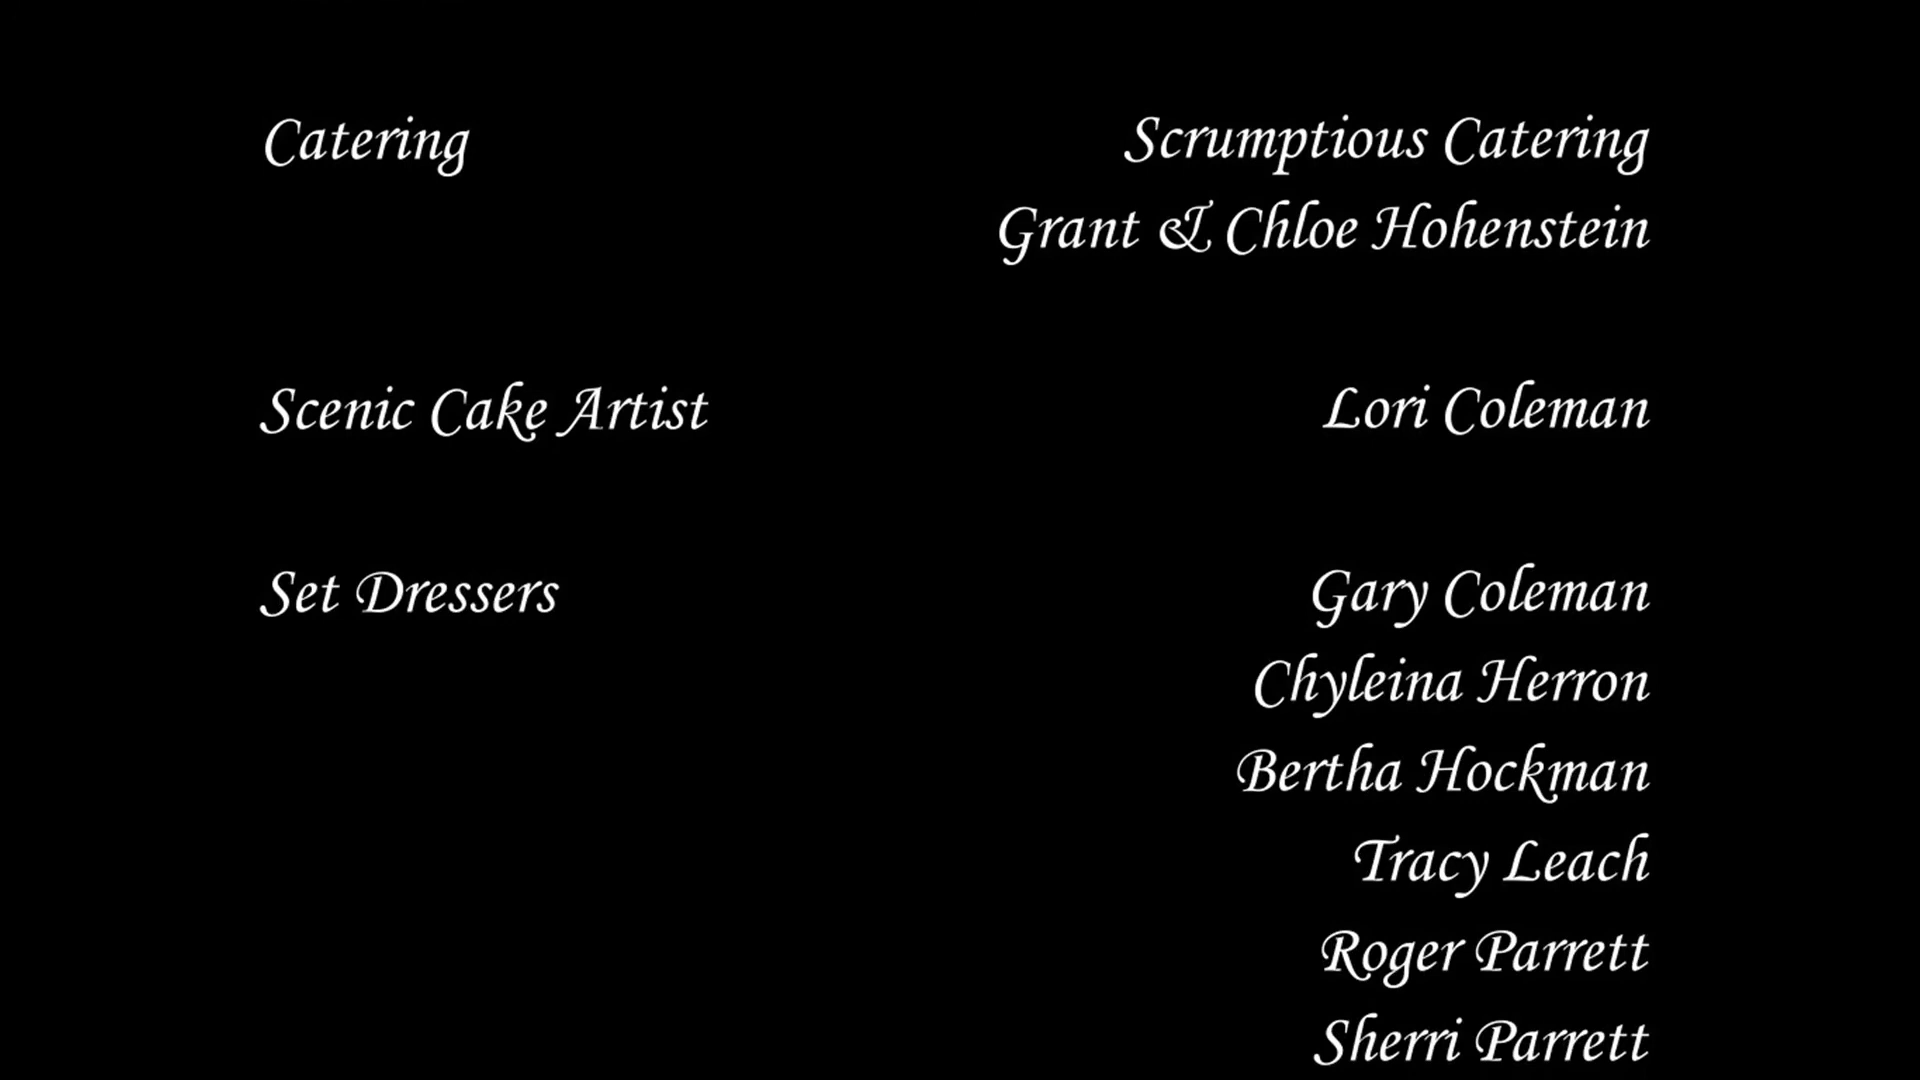 Catering Scrumptious Catering
Grant & Chloe Hohenstein
Scenic Cake Artist Lori Coleman
Set Dressers Gary Coleman
Chyleina Herron
Bertha Hockman
Tracy Leach
Roger Parrett
Sherri Parrett